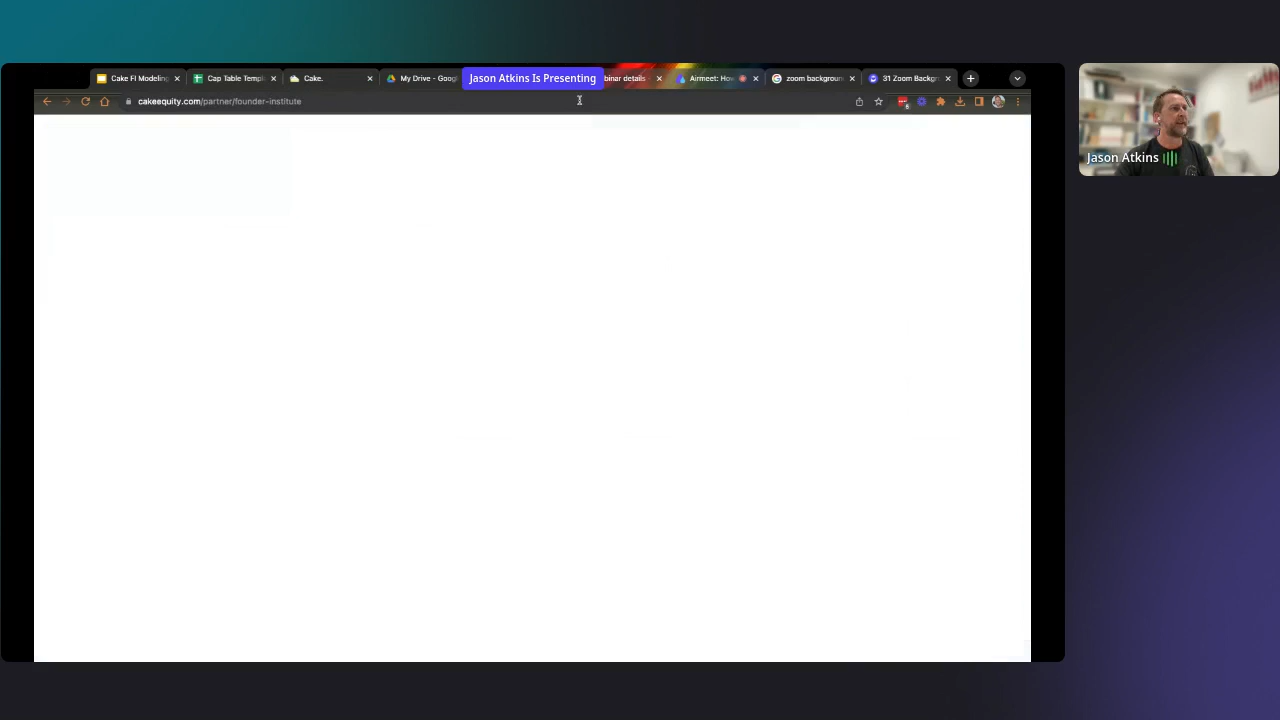 Cake FI Modeling
Cap Table Templ
Cake.
My Drive - Googl
Jason Atkins Is Presenting
binar details
Airmeet: How
zoom backgroun
31 Zoom Backgr
cakeequity.com/partner/founder-institute
Jason Atkins